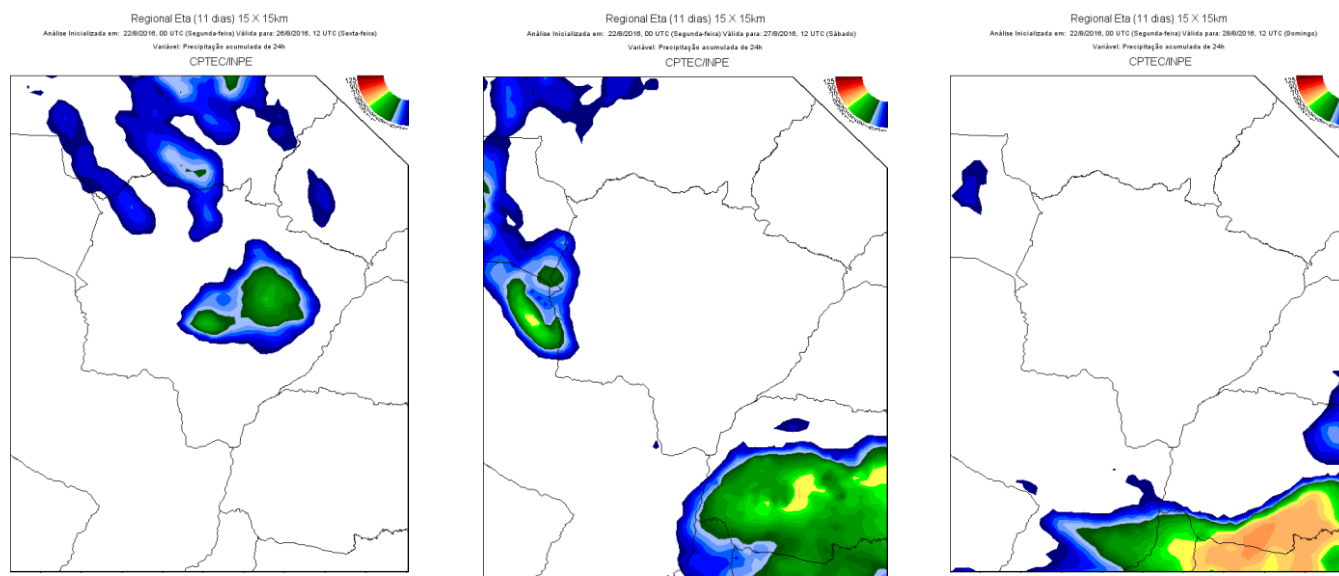 Regional Eta (11 dias) 15 X 15km
Análise Inicializada em: 22/8/2016, 00 UTC (Segunda-feira) Válida para: 26/8/2016, 12 UTC (Sexta-feira)
Variável: Precipitação acumulada de 24h
CPTEC/INPE
125
Regional Eta (11 dias) 15 X 15km
Análise Inicializada em: 22/8/2016, 00 UTC (Segunda-feira) Válida para: 27/8/2016, 12 UTC (Sábado)
Variável: Precipitação acumulada de 24h
CPTEC/INPE
125
Regional Eta (11 dias) 15 X 15km
Análise Inicializada em: 22/8/2016, 00 UTC (Segunda-feira) Válida para: 28/8/2016, 12 UTC (Domingo)
Variável: Precipitação acumulada de 24h
CPTEC/INPE
125